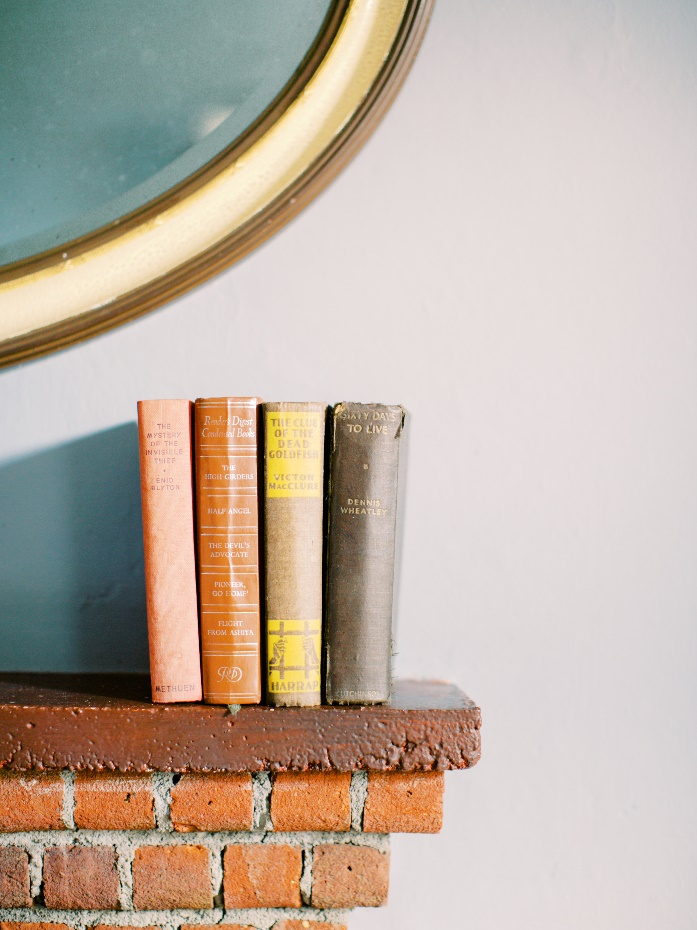 THE
MYSTERY
OF THE
INVISIBLE
THIEF
ENID
BLYTON
METHUEN
Reader's Digest
Condensed Books
THE
HIGH GIRDERS
HALF ANGEL
THE DEVIL'S
ADVOCATE
PIONEER,
GO HOME!
FLIGHT
FROM ASHIYA
RD
THE CLUE
OF THE
DEAD
GOLDFISH
VICTOR
MACCLURE
HARRAP
SIXTY DAYS
TO LIVE
DENNIS
WHEATLEY
HUTCHINSON